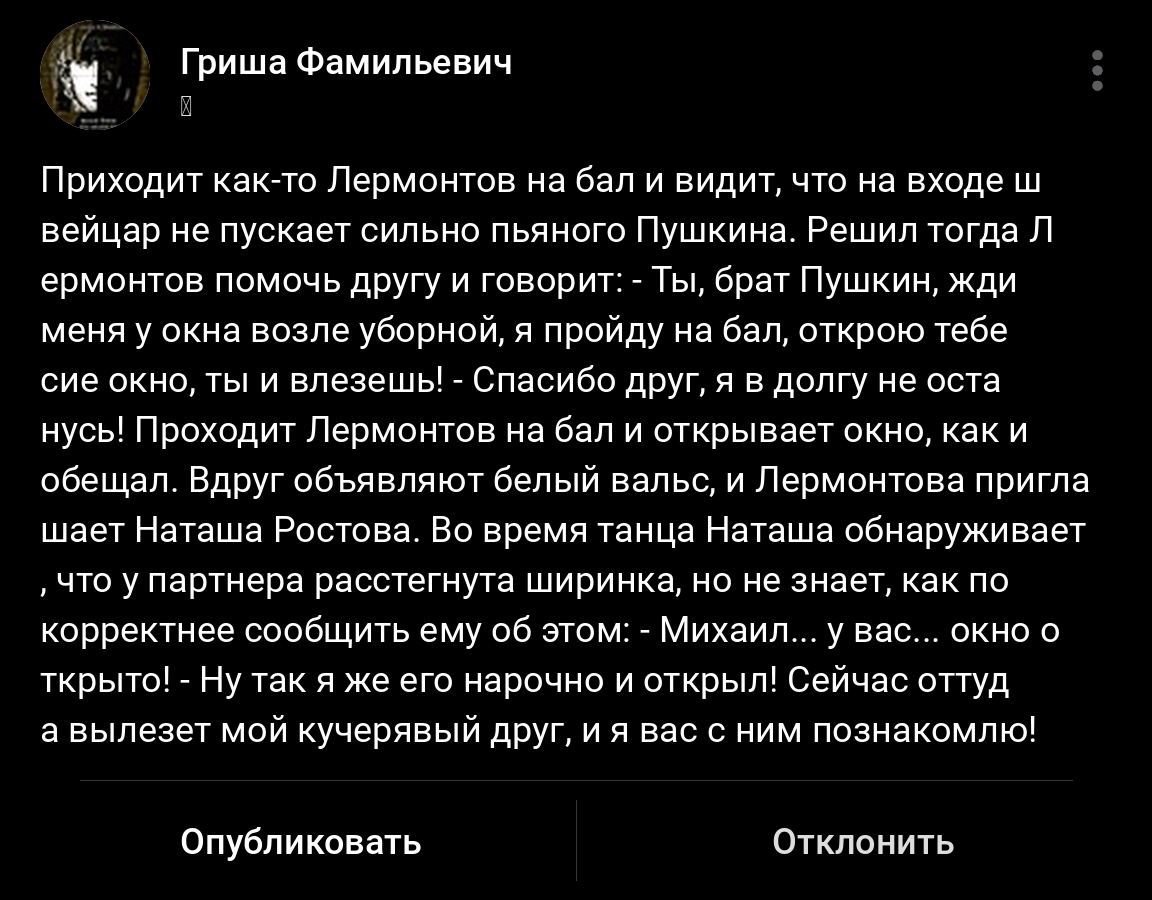 Гриша Фамильевич
Приходит как-то Лермонтов на бал и видит, что на входе ш
вейцар не пускает сильно пьяного Пушкина. Решил тогда Л
ермонтов помочь другу и говорит: - Ты, брат Пушкин, жди
меня у окна возле уборной, я пройду на бал, открою тебе
сие окно, ты и влезешь! - Спасибо друг, я в долгу не оста
нусь! Проходит Лермонтов на бал и открывает окно, как и
обещал. Вдруг объявляют белый вальс, и Лермонтова пригла
шает Наташа Ростова. Во время танца Наташа обнаруживает
, что у партнера расстегнута ширинка, но не знает, как по
корректнее сообщить ему об этом: - Михаил... у вас... окно о
ткрыто! - Ну так я же его нарочно и открыл! Сейчас оттуд
а вылезет мой кучерявый друг, и я вас с ним познакомлю!
Опубликовать
Отклонить